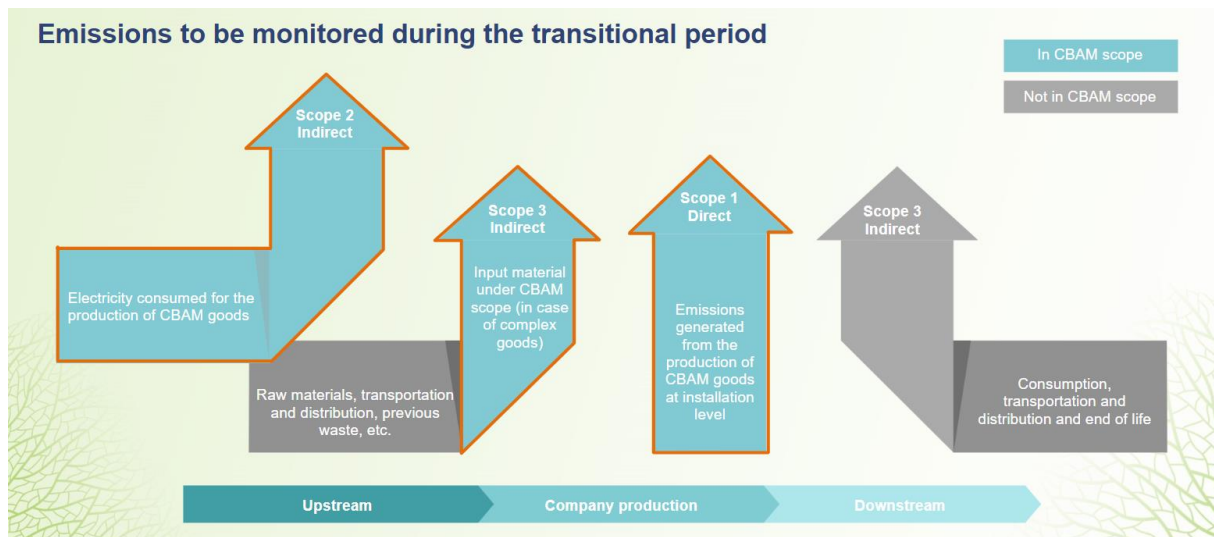 Emissions to be monitored during the transitional period
In CBAM scope
Not in CBAM scope
Scope 2
Indirect
Electricity consumed for the
production of CBAM goods
Scope 3
Indirect
Input material
under CBAM
scope (in case
of complex
goods)
Raw materials, transportation
and distribution, previous
waste, etc.
Scope 1
Direct
Emissions
generated
from the
production of
CBAM goods
at installation
level
Scope 3
Indirect
Consumption,
transportation and
distribution and end of life
Upstream
Company production
Downstream